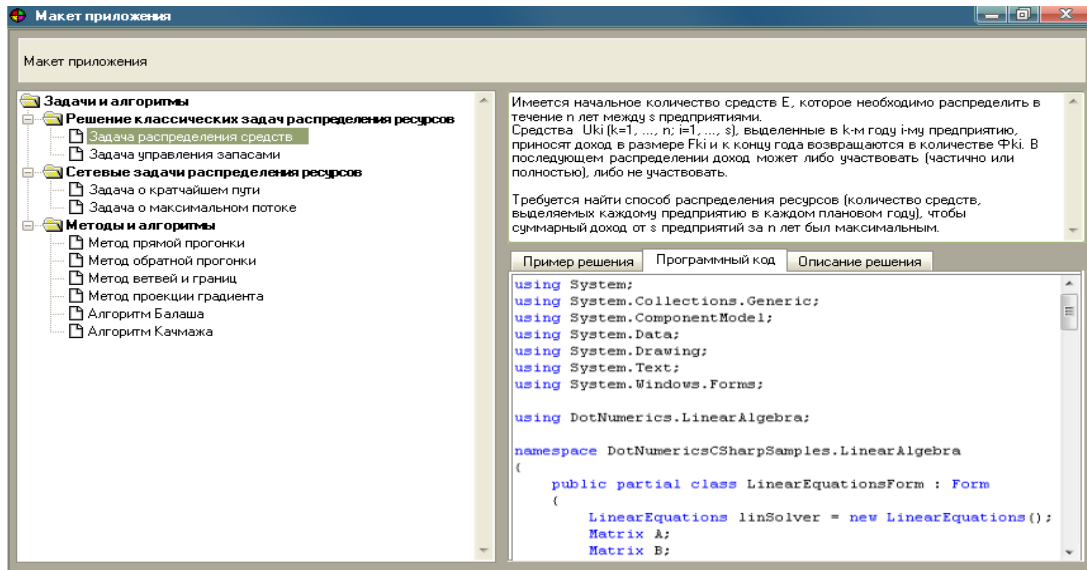 Макет приложения
Макет приложения
Задачи и алгоритмы
Решение классических задач распределения ресурсов
Задача распределения средств
Задача управления запасами
Сетевые задачи распределения ресурсов
Задача о кратчайшем пути
Задача о максимальном потоке
Методы и алгоритмы
Метод прямой прогонки
Метод обратной прогонки
Метод ветвей и границ
Метод проекции градиента
Алгоритм Балаша
Алгоритм Качмажа
Имеется начальное количество средств Е, которое необходимо распределить в
течение n лет между s предприятиями.
Средства Uki (k=1, ..., n; i=1, ..., s), выделенные в k-м году i-му предприятию,
приносят доход в размере Fki и к концу года возвращаются в количестве Фki. В
последующем распределении доход может либо участвовать (частично или
полностью), либо не участвовать.
Требуется найти способ распределения ресурсов (количество средств,
выделяемых каждому предприятию в каждом плановом году), чтобы
суммарный доход от s предприятий за n лет был максимальным.
Пример решения Программный код Описание решения
using System;
using System.Collections.Generic;
using System.ComponentModel;
using System.Data;
using System.Drawing;
using System.Text;
using System.Windows.Forms;
using DotNumerics.LinearAlgebra;
namespace DotNumericsCSharpSamples.LinearAlgebra
{
public partial class LinearEquationsForm : Form
{
LinearEquations linSolver = new LinearEquations();
Matrix A;
Matrix B;